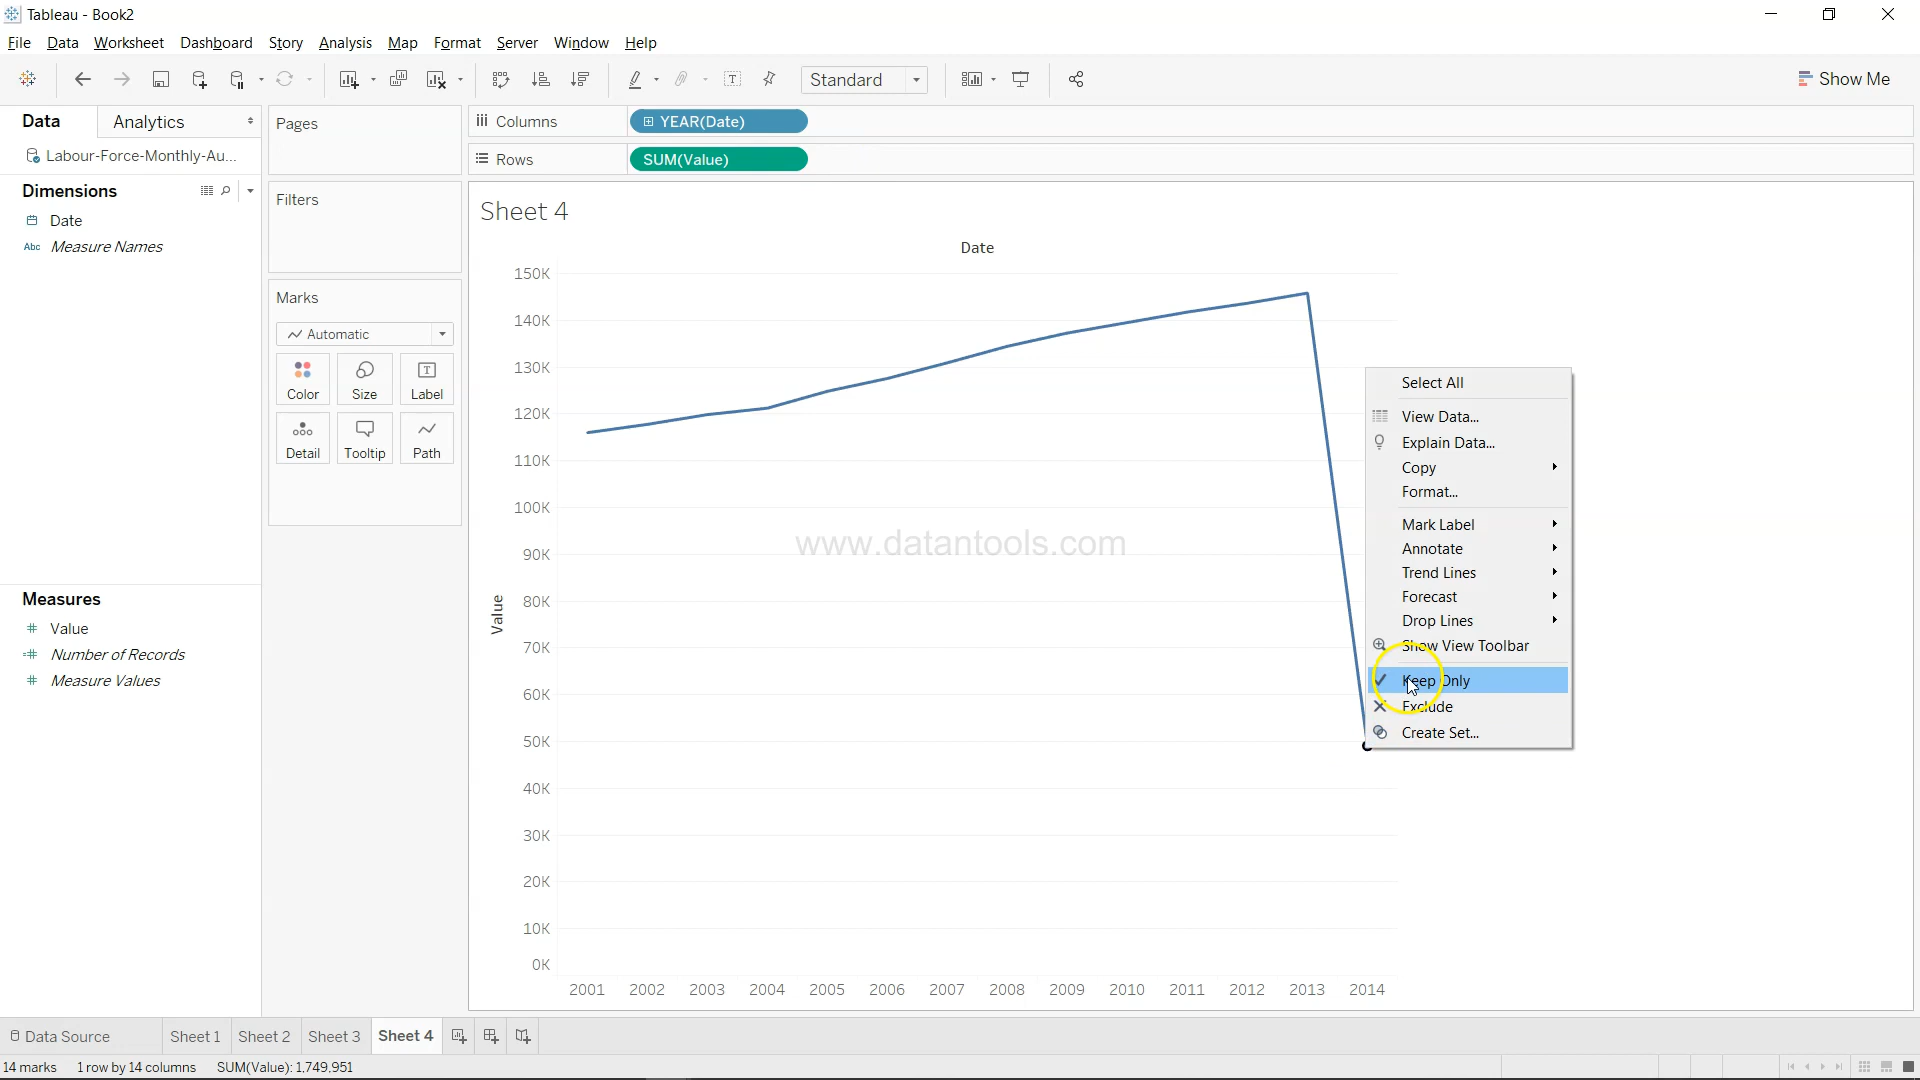 Tableau - Book2
File Data Worksheet Dashboard Story Analysis Map Format Server Window Help
Standard
Show Me
Data Analytics
Pages
Columns YEAR(Date)
Labour-Force-Monthly-Au...
Rows SUM(Value)
Dimensions
Filters
Date
Abc Measure Names
Sheet 4
Date
Marks
Automatic
Color Size Label
Detail Tooltip Path
150K
140K
130K
120K
110K
100K
90K
80K
70K
60K
50K
40K
30K
20K
10K
0K
Value
2001 2002 2003 2004 2005 2006 2007 2008 2009 2010 2011 2012 2013 2014
www.datantools.com
Select All
View Data...
Explain Data...
Copy
Format...
Mark Label
Annotate
Trend Lines
Forecast
Drop Lines
Show View Toolbar
Keep Only
Exclude
Create Set...
Measures
Value
Number of Records
Measure Values
Data Source Sheet 1 Sheet 2 Sheet 3 Sheet 4
14 marks 1 row by 14 columns SUM(Value): 1,749,951